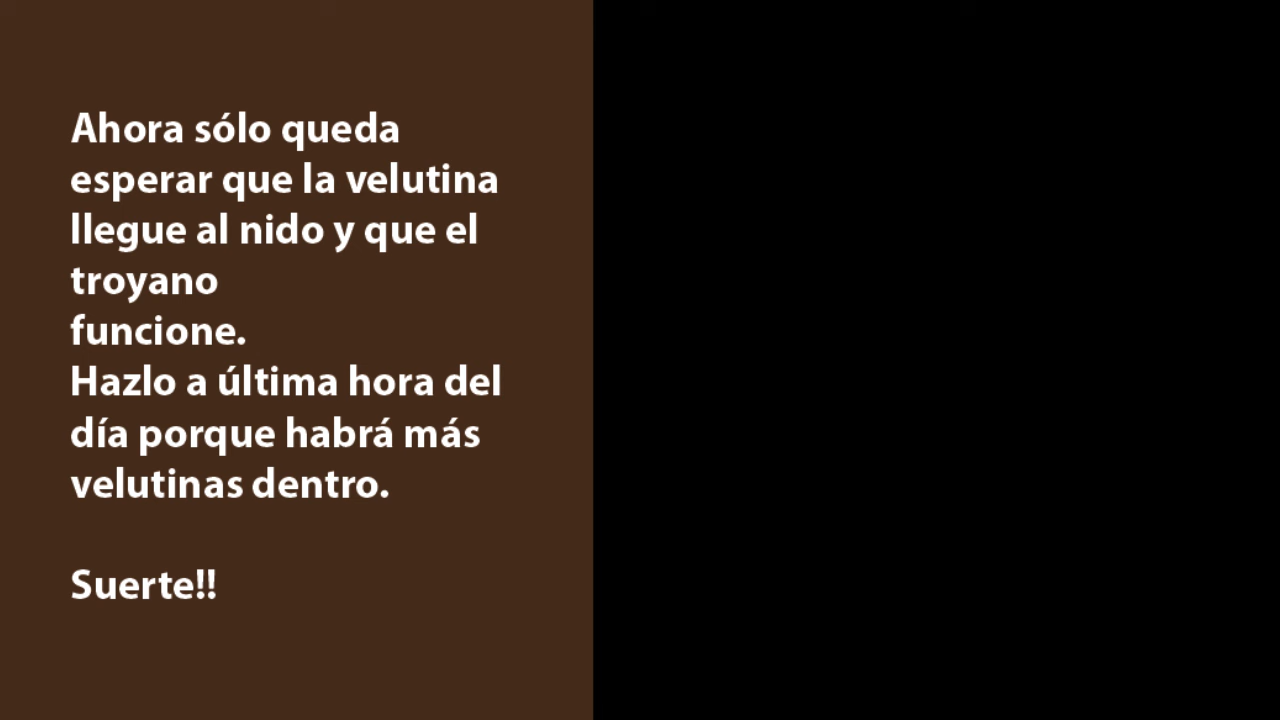 Ahora sólo queda
esperar que la velutina
llegue al nido y que el
troyano
funcione.
Hazlo a última hora del
día porque habrá más
velutinas dentro.
Suerte!!